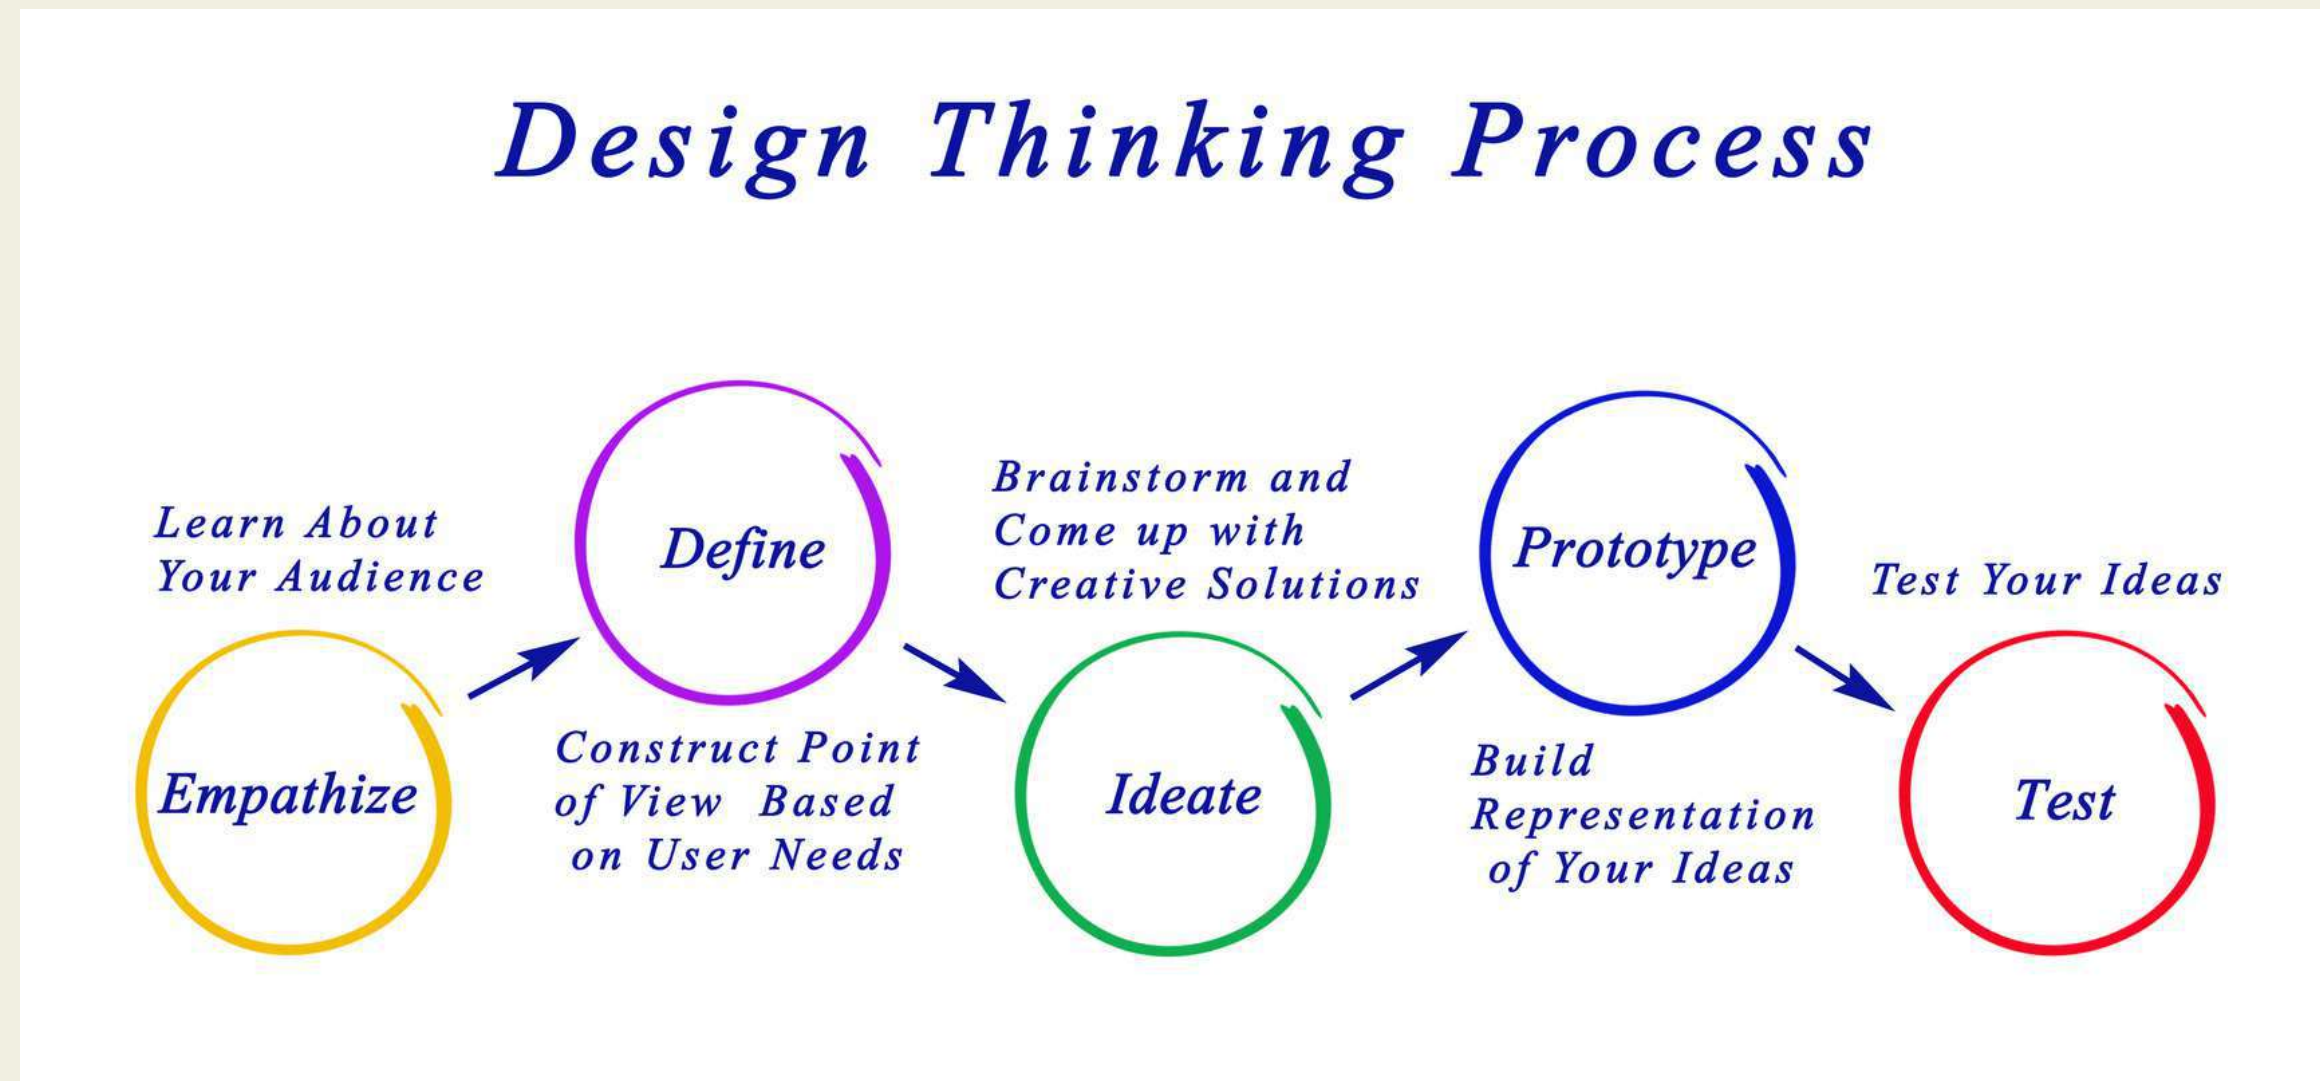 Design Thinking Process
Learn About
Your Audience
Empathize
Define
Construct Point
of View Based
on User Needs
Brainstorm and
Come up with
Creative Solutions
Ideate
Prototype
Build
Representation
of Your Ideas
Test Your Ideas
Test